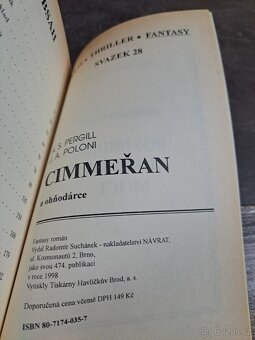 BSAH
THRILLER • FANTASY
SVAZEK 28
S PERGILL
A. POLONI
CIMMEŘAN
a ohňodárce
Fantasy román
Vydal Radomír Suchánek - nakladatelství NÁVRAT,
ul. Kosmonautů 2, Brno,
jako svou 474. publikaci
v roce 1998
Vytiskly Tiskárny Havlíčkův Brod, a. s.
Doporučená cena včetně DPH 149 Kč
ISBN 80-7174-035-7